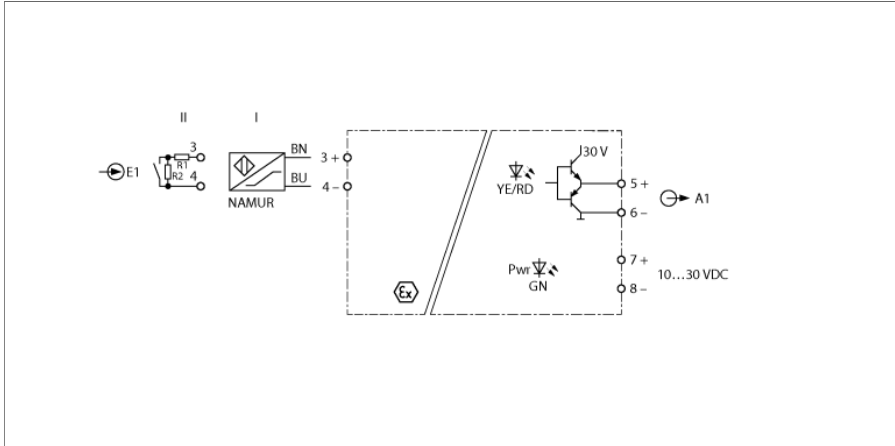 II
I
E1
3
R1
R2
4
BN
BU
NAMUR
3 +
4 –
Ex
30 V
YE/RD
5 +
6 –
A1
Pwr
GN
7 +
8 –
10...30 VDC